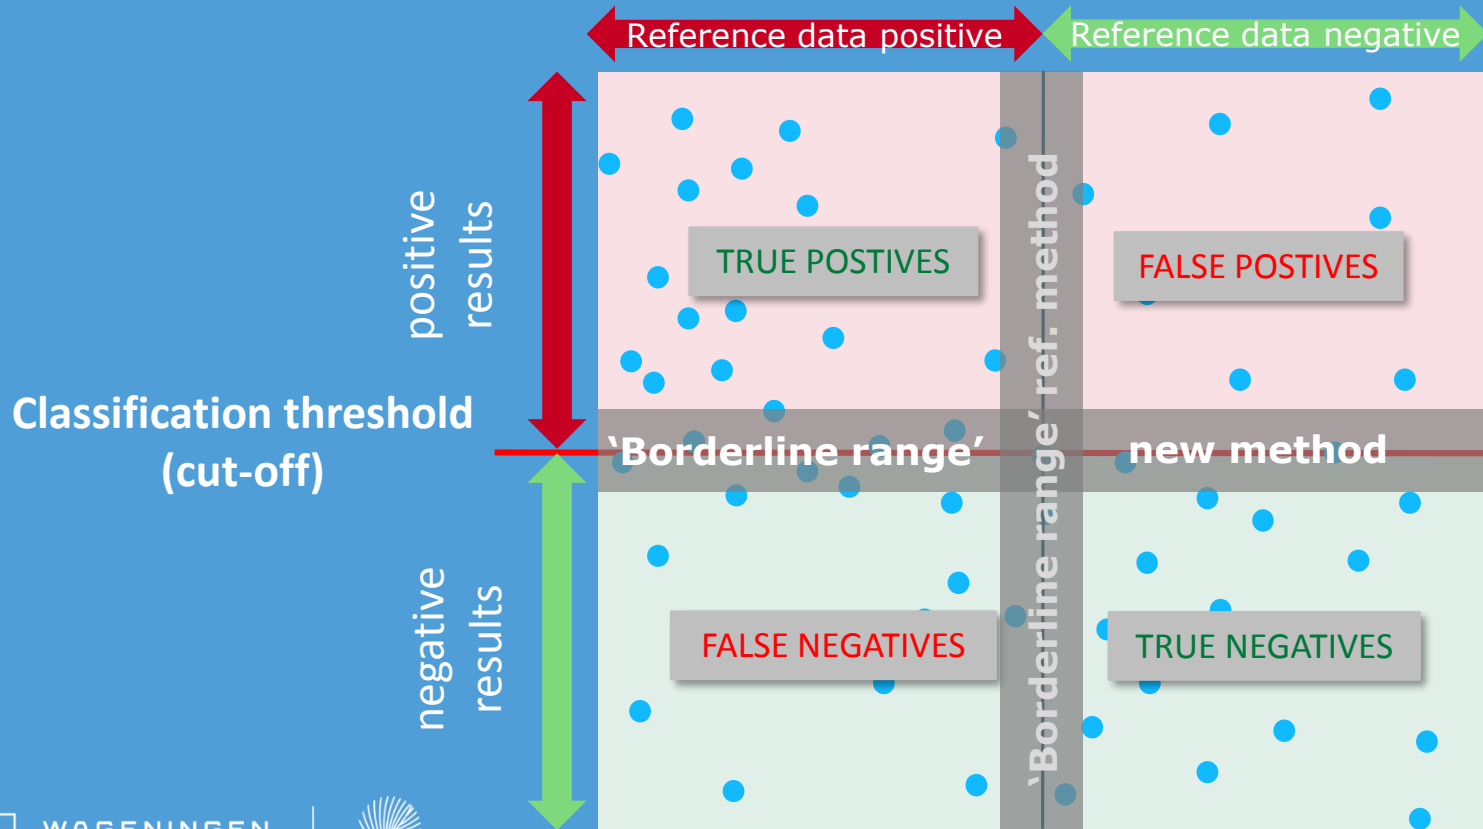 Reference data positive
Reference data negative
positive
results
TRUE POSTIVES
FALSE POSTIVES
'Borderline range' ref. method
Classification threshold
(cut-off)
'Borderline range'
new method
negative
results
FALSE NEGATIVES
TRUE NEGATIVES
WAGENINGEN